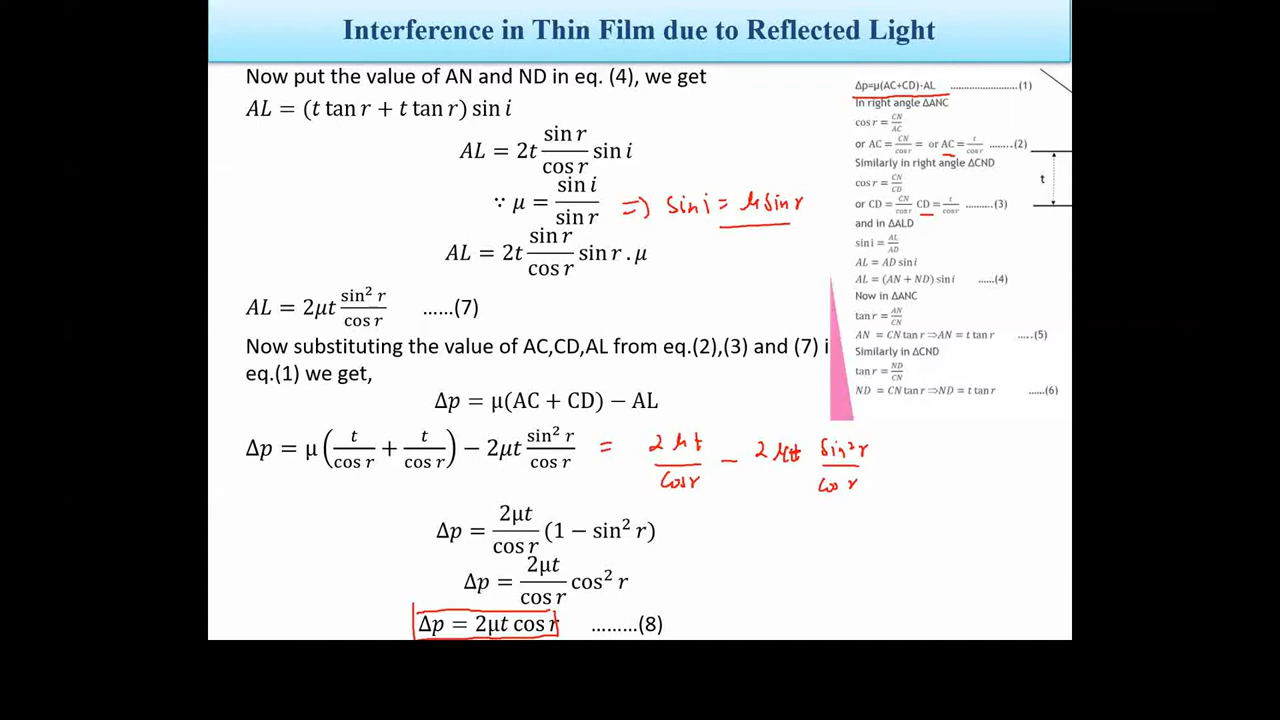 Interference in Thin Film due to Reflected Light
Now put the value of AN and ND in eq. (4), we get
AL = (t tan r + t tan r) sin i
AL = 2t sin r / cos r sin i
∵ μ = sin i / sin r => sin i = μ sin r
AL = 2t sin r / cos r sin r . μ
AL = 2μt sin² r / cos r ......(7)
Now substituting the value of AC,CD,AL from eq.(2),(3) and (7) i
eq.(1) we get,
Δp = μ(AC + CD) − AL
Δp = μ (t / cos r + t / cos r) − 2μt sin² r / cos r = 2μt / cos r − 2μt sin² r / cos r
Δp = 2μt / cos r (1 − sin² r)
Δp = 2μt / cos r cos² r
Δp = 2μt cos r .........(8)
Δp=μ(AC+CD)-AL ............................(1)
In right angle ΔANC
cos r = CN / AC
or AC = CN / cos r = or AC = t / cos r ........(2)
Similarly in right angle ΔCND
cos r = CN / CD
or CD = CN / cos r CD = t / cos r ..........(3)
and in ΔALD
sin i = AL / AD
AL = AD sin i
AL = (AN + ND) sin i ......(4)
Now in ΔANC
tan r = AN / CN
AN = CN tan r ⇒AN = t tan r .....(5)
Similarly in ΔCND
tan r = ND / CN
ND = CN tan r ⇒ND = t tan r ......(6)
t